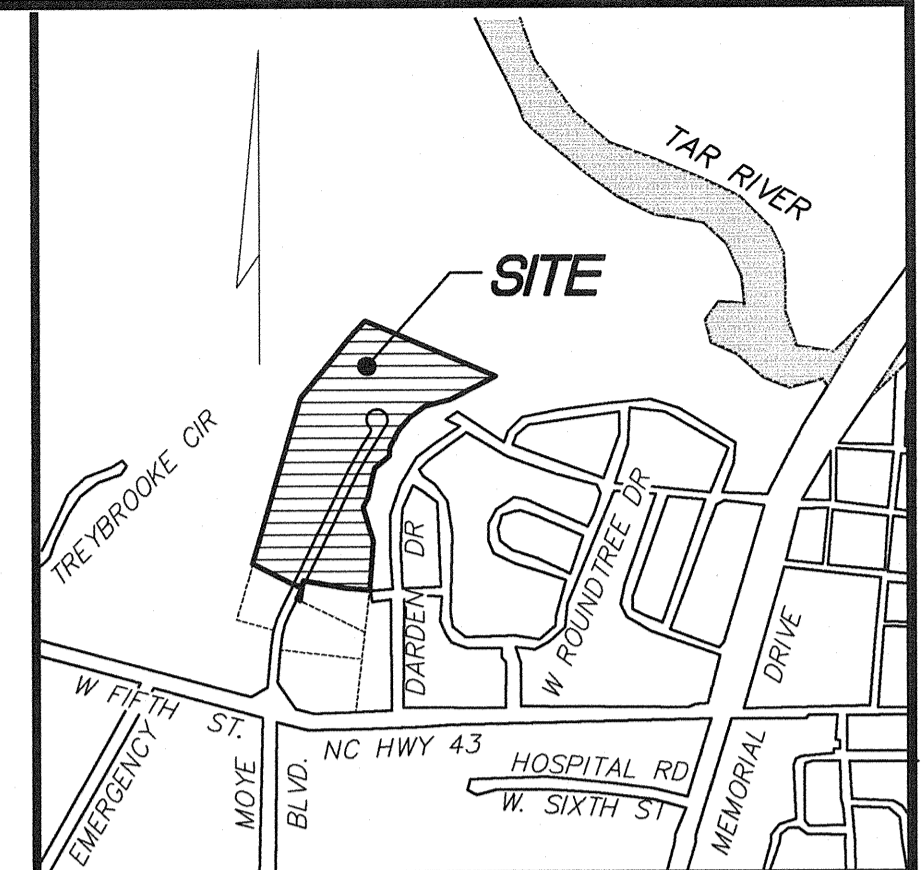 TAR RIVER
SITE
TREYBROOKE CIR
DARDEN DR
W ROUNDTREE DR
DRIVE
W FIFTH ST.
NC HWY 43
EMERGENCY
MOYE
BLVD.
HOSPITAL RD
W. SIXTH ST
MEMORIAL